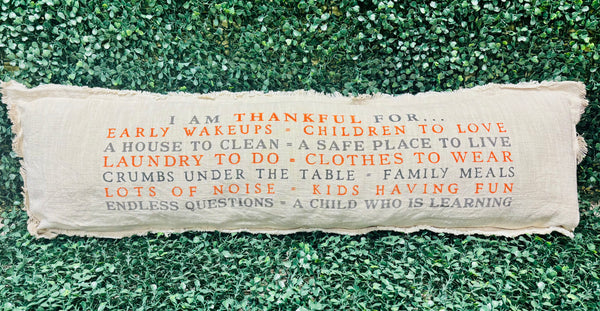 I AM THANKFUL FOR...
EARLY WAKEUPS = CHILDREN TO LOVE
A HOUSE TO CLEAN = A SAFE PLACE TO LIVE
LAUNDRY TO DO = CLOTHES TO WEAR
CRUMBS UNDER THE TABLE = FAMILY MEALS
LOTS OF NOISE = KIDS HAVING FUN
ENDLESS QUESTIONS = A CHILD WHO IS LEARNING